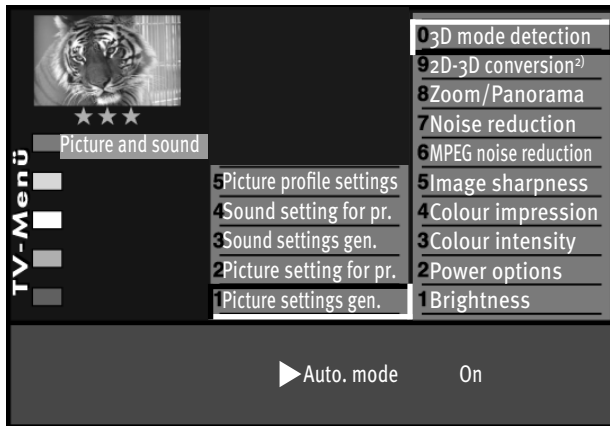 TV-Menü
Picture and sound
5 Picture profile settings
4 Sound setting for pr.
3 Sound settings gen.
2 Picture setting for pr.
1 Picture settings gen.
0 3D mode detection
9 2D-3D conversion²⁾
8 Zoom/Panorama
7 Noise reduction
6 MPEG noise reduction
5 Image sharpness
4 Colour impression
3 Colour intensity
2 Power options
1 Brightness
Auto. mode On